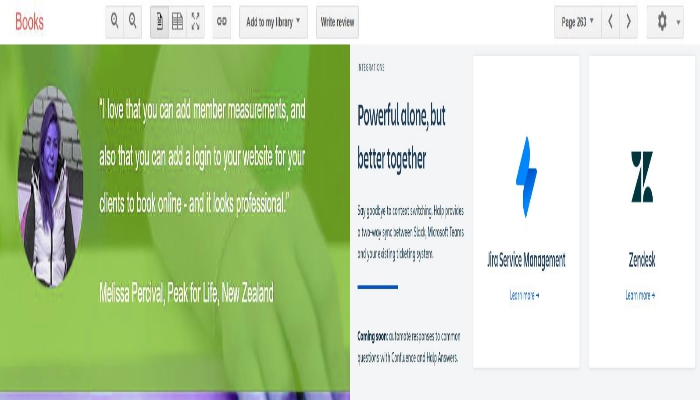 Books
Add to my library
Write review
Page 263
"I love that you can add member measurements, and
also that you can add a login to your website for your
clients to book online - and it looks professional."
Melissa Percival, Peak for Life, New Zealand
INTEGRATIONS
Powerful alone, but
better together
Say goodbye to context switching. Halp provides
a two-way sync between Slack, Microsoft Teams
and your existing ticketing system.
Coming soon: automate responses to common
questions with Confluence and Halp Answers.
Jira Service Management
Learn more →
Zendesk
Learn more →